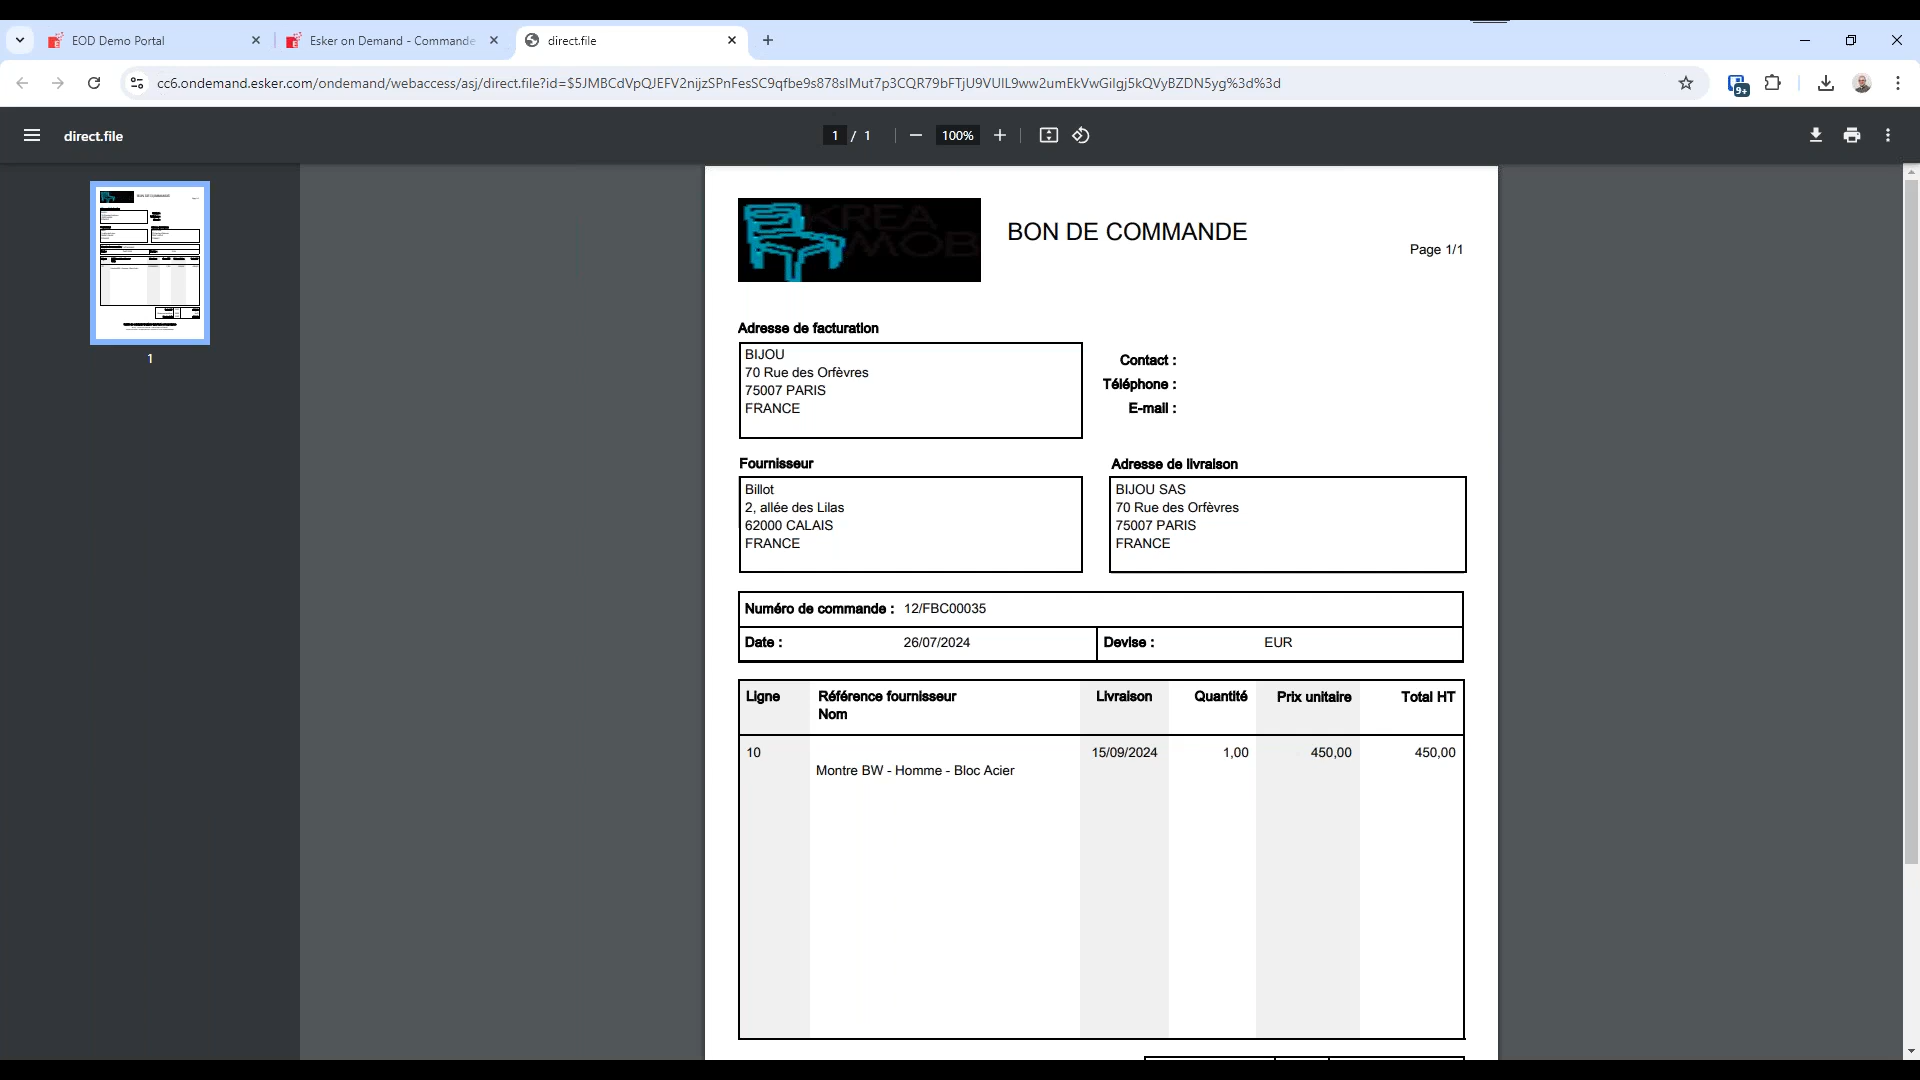 EOD Demo Portal
Esker on Demand - Commande
direct.file
cc6.ondemand.esker.com/ondemand/webaccess/asj/direct.file?id=$5JMBCdVpQJEFV2nijzSPnFesSC9qfbe9s878slMut7p3CQR79bFTjU9VUIL9ww2umEkVwGiIgj5kQVyBZDN5yg%3d%3d
9+
direct.file
1 / 1
100%
1
KREA
MOB
BON DE COMMANDE
Page 1/1
Adresse de facturation
BIJOU
70 Rue des Orfèvres
75007 PARIS
FRANCE
Contact :
Téléphone :
E-mail :
Fournisseur
Billot
2, allée des Lilas
62000 CALAIS
FRANCE
Adresse de livraison
BIJOU SAS
70 Rue des Orfèvres
75007 PARIS
FRANCE
Numéro de commande : 12/FBC00035
Date : 26/07/2024 Devise : EUR
Ligne Référence fournisseur Livraison Quantité Prix unitaire Total HT
Nom
10 15/09/2024 1,00 450,00 450,00
Montre BW - Homme - Bloc Acier